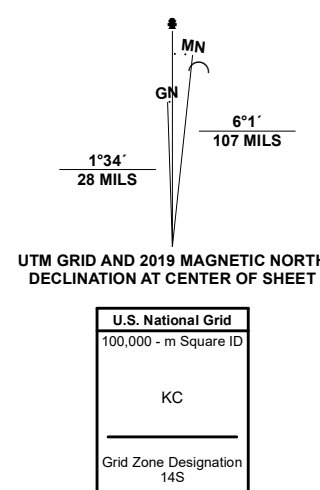 MN
GN
6°1´
107 MILS
1°34´
28 MILS
UTM GRID AND 2019 MAGNETIC NORTH
DECLINATION AT CENTER OF SHEET
U.S. National Grid
100,000 - m Square ID
KC
Grid Zone Designation
14S